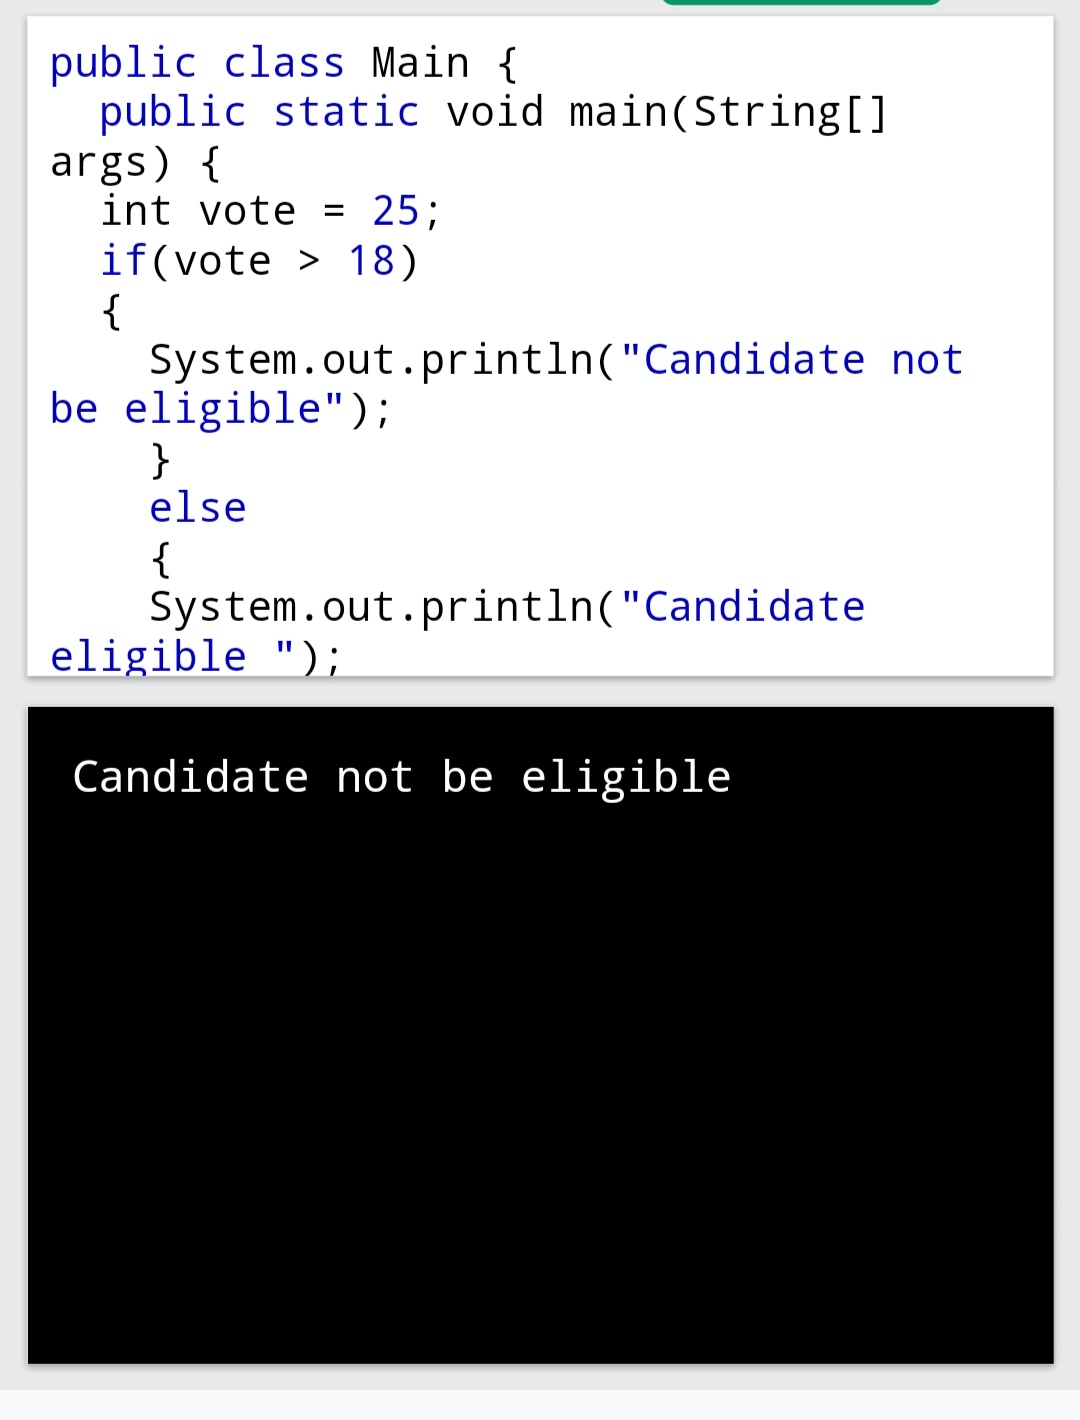 public class Main {
public static void main(String[]
args) {
int vote = 25;
if(vote > 18)
{
System.out.println("Candidate not
be eligible");
}
else
{
System.out.println("Candidate
eligible ");
Candidate not be eligible